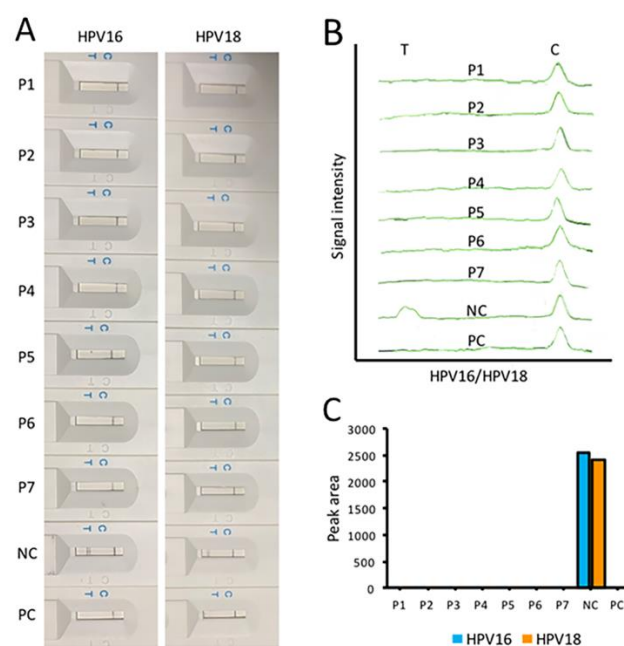 A
HPV16 HPV18
P1
P2
P3
P4
P5
P6
P7
NC
PC
C T
B
T C
P1
P2
P3
P4
P5
P6
P7
NC
PC
Signal intensity
HPV16/HPV18
C
3000
2500
2000
1500
1000
500
0
Peak area
P1 P2 P3 P4 P5 P6 P7 NC PC
HPV16 HPV18